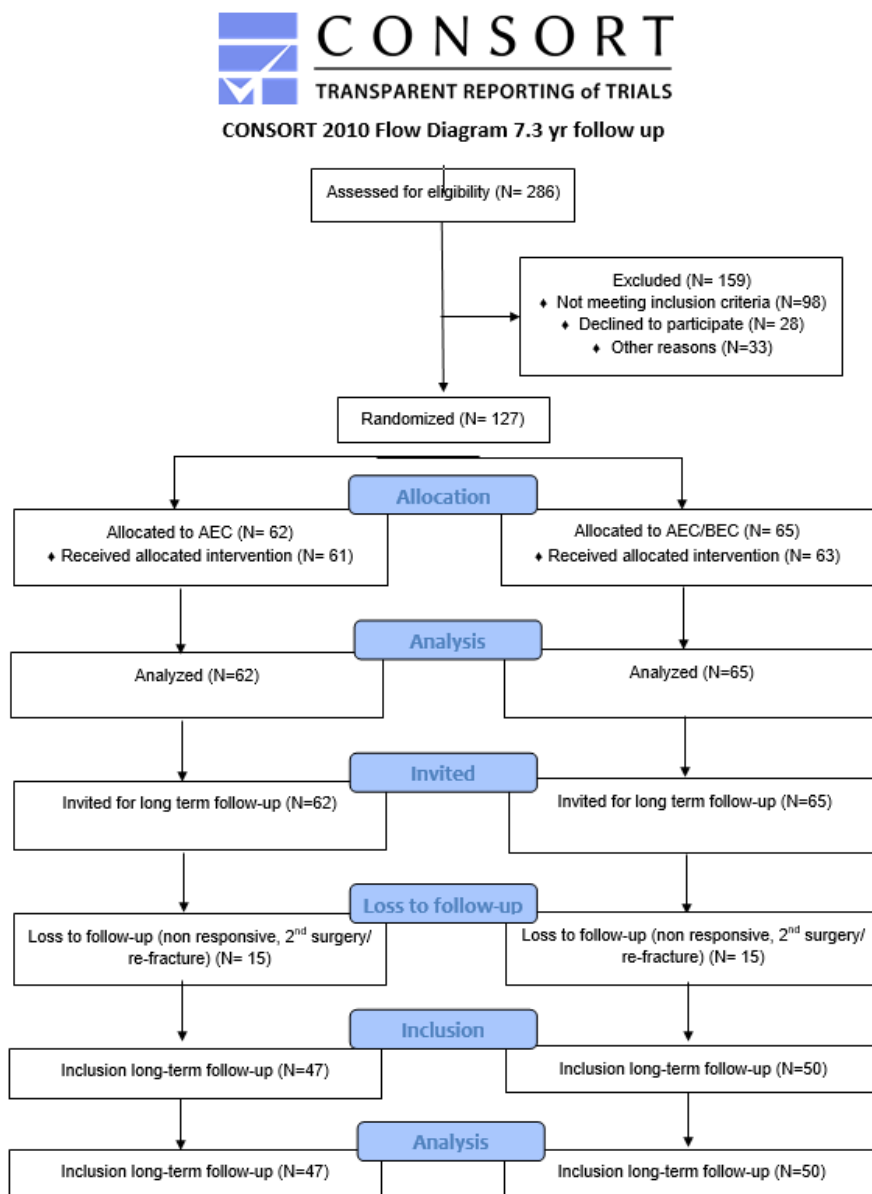 CONSORT
TRANSPARENT REPORTING of TRIALS
CONSORT 2010 Flow Diagram 7.3 yr follow up
Assessed for eligibility (N= 286)
Excluded (N= 159)
♦ Not meeting inclusion criteria (N=98)
♦ Declined to participate (N= 28)
♦ Other reasons (N=33)
Randomized (N= 127)
Allocation
Allocated to AEC (N= 62)
♦ Received allocated intervention (N= 61)
Allocated to AEC/BEC (N= 65)
♦ Received allocated intervention (N= 63)
Analysis
Analyzed (N=62)
Analyzed (N=65)
Invited
Invited for long term follow-up (N=62)
Invited for long term follow-up (N=65)
Loss to follow-up
Loss to follow-up (non responsive, 2nd surgery/
re-fracture) (N= 15)
Loss to follow-up (non responsive, 2nd surgery/
re-fracture) (N= 15)
Inclusion
Inclusion long-term follow-up (N=47)
Inclusion long-term follow-up (N=50)
Analysis
Inclusion long-term follow-up (N=47)
Inclusion long-term follow-up (N=50)